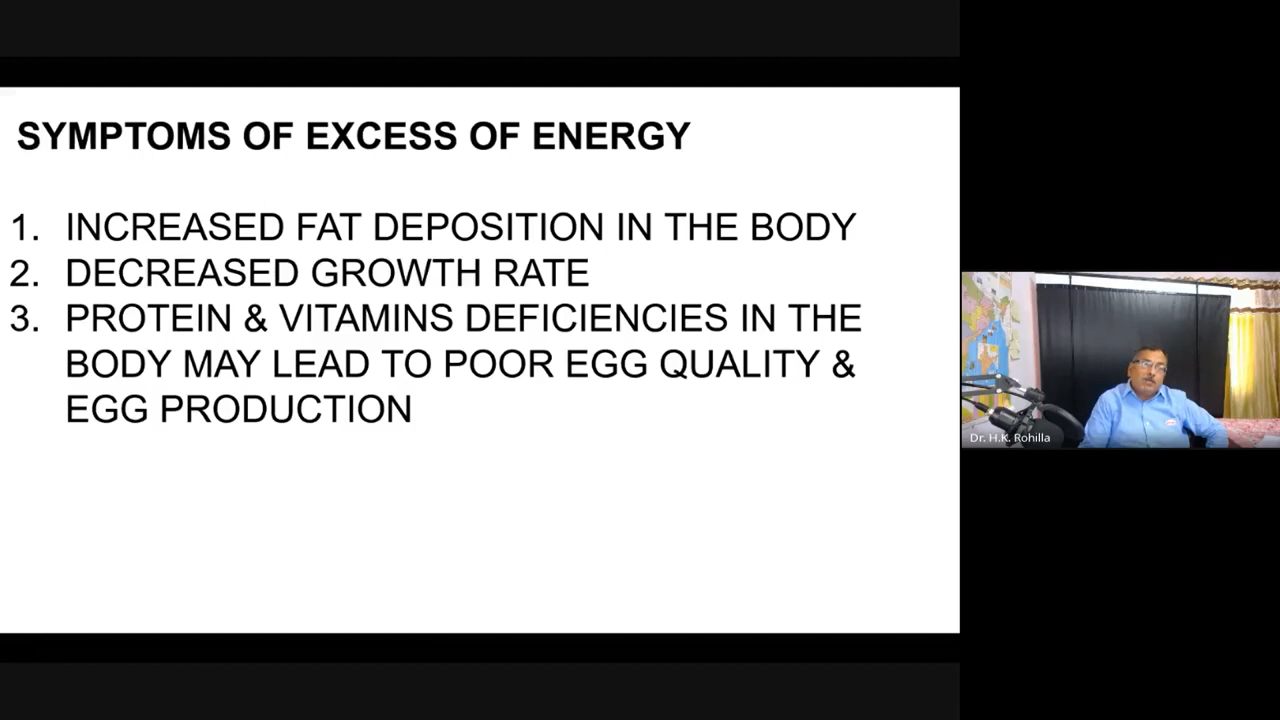 SYMPTOMS OF EXCESS OF ENERGY
1. INCREASED FAT DEPOSITION IN THE BODY
2. DECREASED GROWTH RATE
3. PROTEIN & VITAMINS DEFICIENCIES IN THE
BODY MAY LEAD TO POOR EGG QUALITY &
EGG PRODUCTION
Dr. H.K. Rohilla